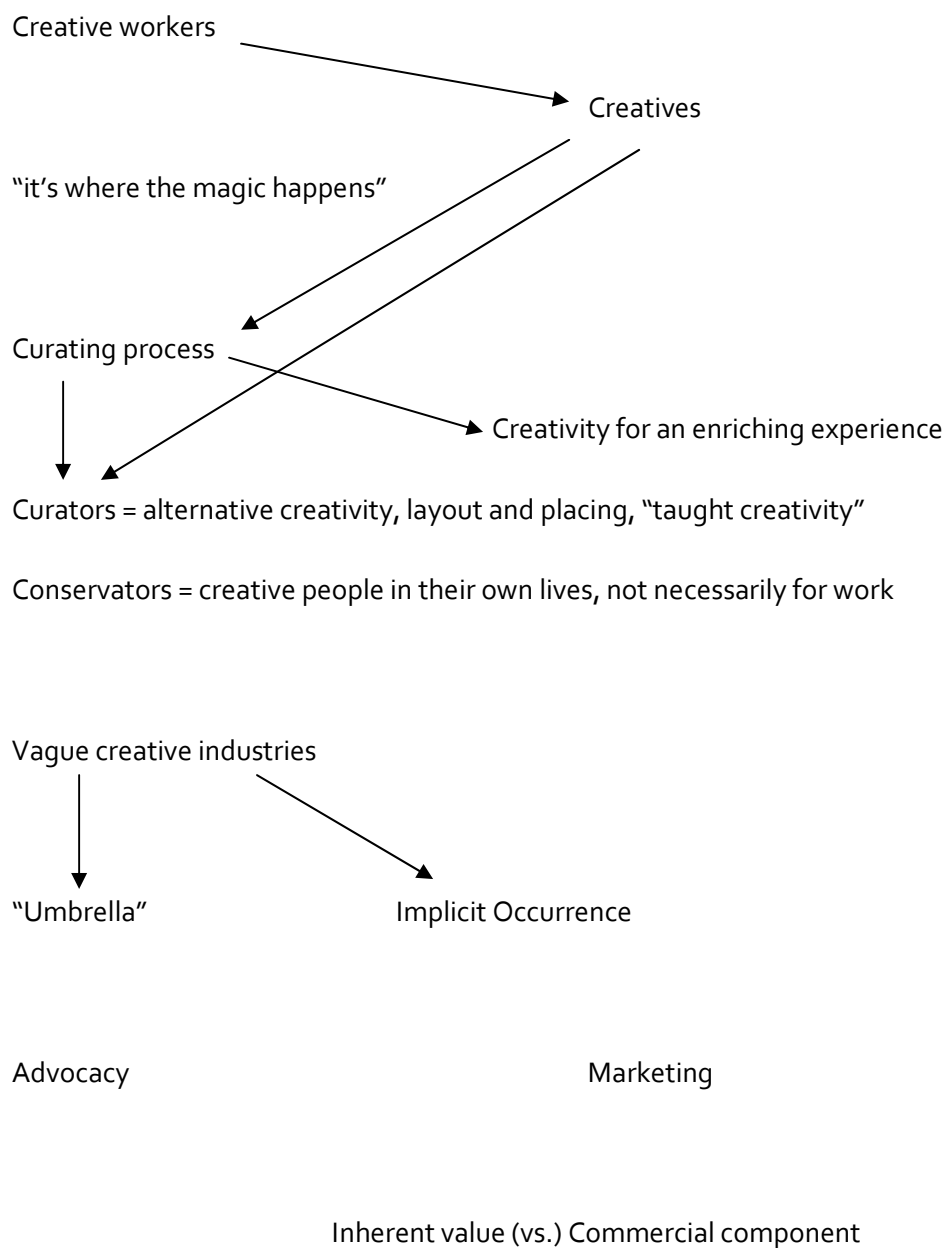 Creative workers
Creatives
“it’s where the magic happens”
Curating process
Creativity for an enriching experience
Curators = alternative creativity, layout and placing, “taught creativity”
Conservators = creative people in their own lives, not necessarily for work
Vague creative industries
“Umbrella” Implicit Occurrence
Advocacy Marketing
Inherent value (vs.) Commercial component